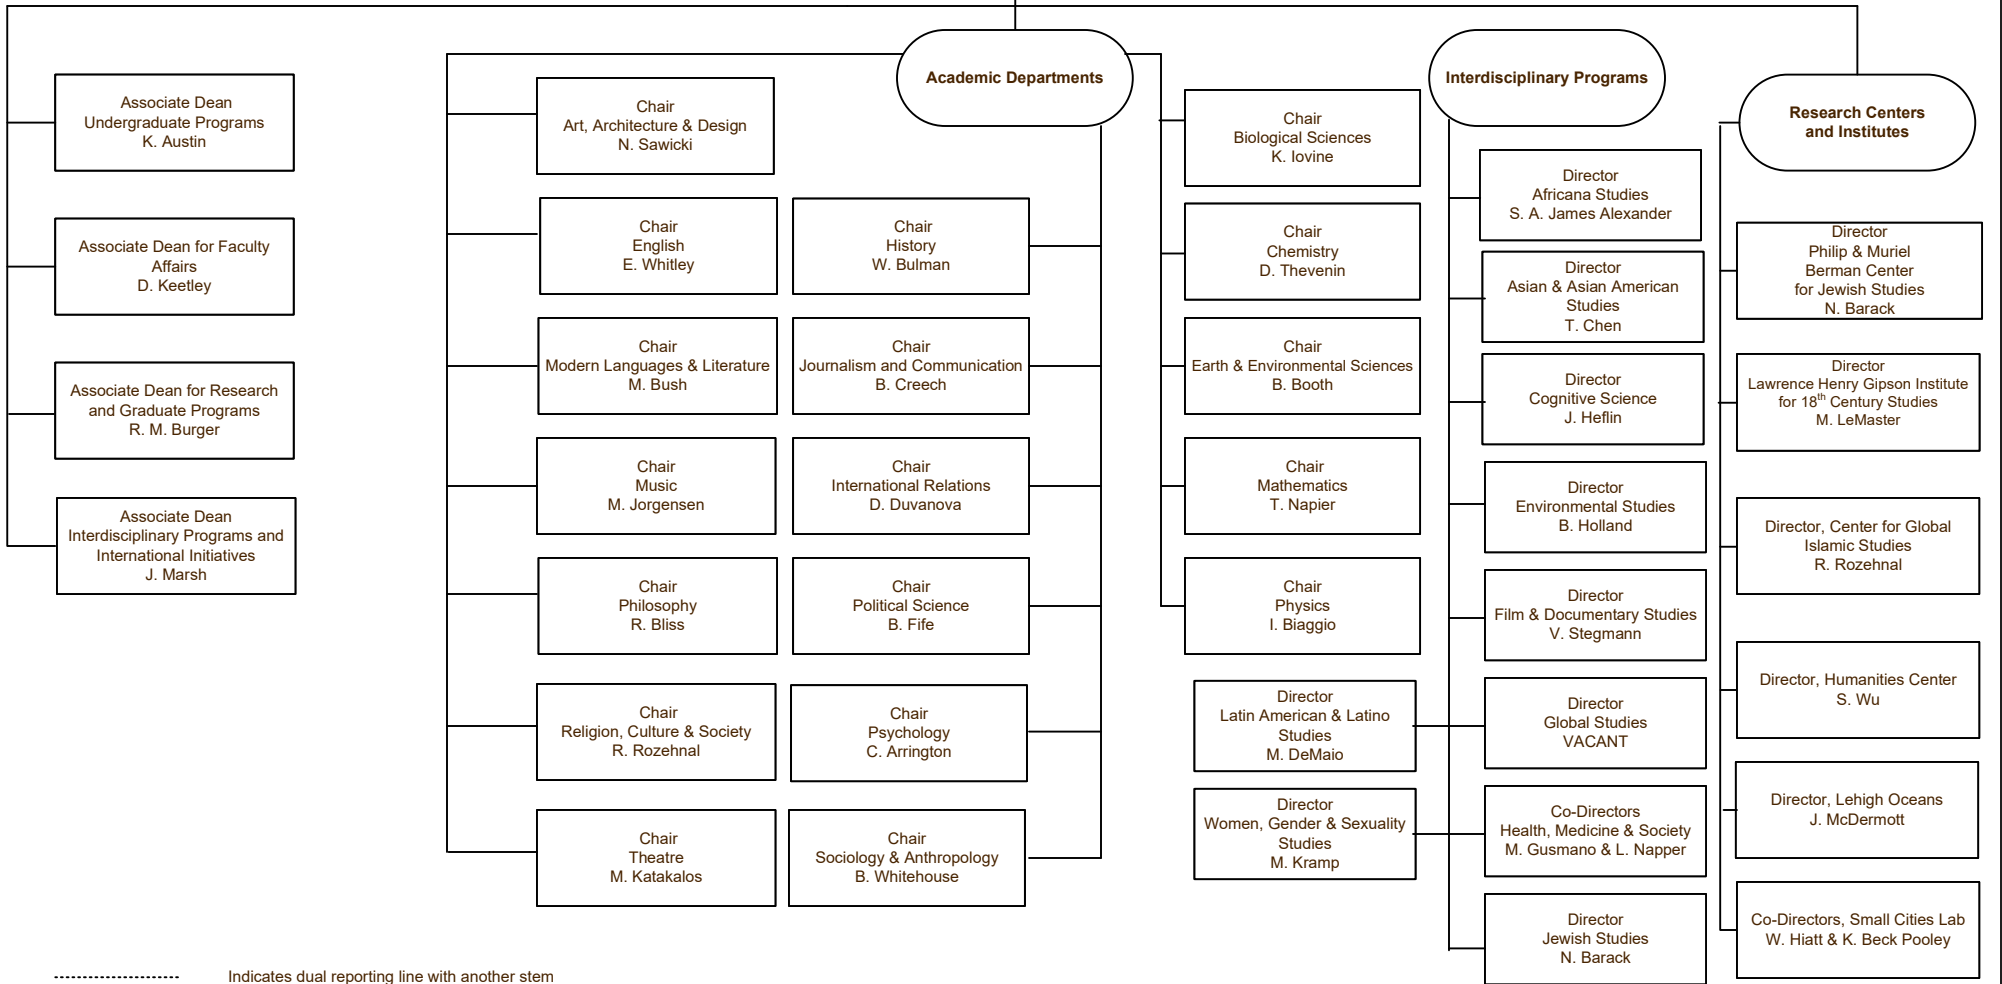 Academic Departments
Interdisciplinary Programs
Research Centers
and Institutes
Associate Dean
Undergraduate Programs
K. Austin
Associate Dean for Faculty
Affairs
D. Keetley
Associate Dean for Research
and Graduate Programs
R. M. Burger
Associate Dean
Interdisciplinary Programs and
International Initiatives
J. Marsh
Chair
Art, Architecture & Design
N. Sawicki
Chair
English
E. Whitley
Chair
Modern Languages & Literature
M. Bush
Chair
Music
M. Jorgensen
Chair
Philosophy
R. Bliss
Chair
Religion, Culture & Society
R. Rozehnal
Chair
Theatre
M. Katakalos
Chair
History
W. Bulman
Chair
Journalism and Communication
B. Creech
Chair
International Relations
D. Duvanova
Chair
Political Science
B. Fife
Chair
Psychology
C. Arrington
Chair
Sociology & Anthropology
B. Whitehouse
Chair
Biological Sciences
K. Iovine
Chair
Chemistry
D. Thevenin
Chair
Earth & Environmental Sciences
B. Booth
Chair
Mathematics
T. Napier
Chair
Physics
I. Biaggio
Director
Latin American & Latino
Studies
M. DeMaio
Director
Women, Gender & Sexuality
Studies
M. Kramp
Director
Africana Studies
S. A. James Alexander
Director
Asian & Asian American
Studies
T. Chen
Director
Cognitive Science
J. Heflin
Director
Environmental Studies
B. Holland
Director
Film & Documentary Studies
V. Stegmann
Director
Global Studies
VACANT
Co-Directors
Health, Medicine & Society
M. Gusmano & L. Napper
Director
Jewish Studies
N. Barack
Director
Philip & Muriel
Berman Center
for Jewish Studies
N. Barack
Director
Lawrence Henry Gipson Institute
for 18th Century Studies
M. LeMaster
Director, Center for Global
Islamic Studies
R. Rozehnal
Director, Humanities Center
S. Wu
Director, Lehigh Oceans
J. McDermott
Co-Directors, Small Cities Lab
W. Hiatt & K. Beck Pooley
Indicates dual reporting line with another stem